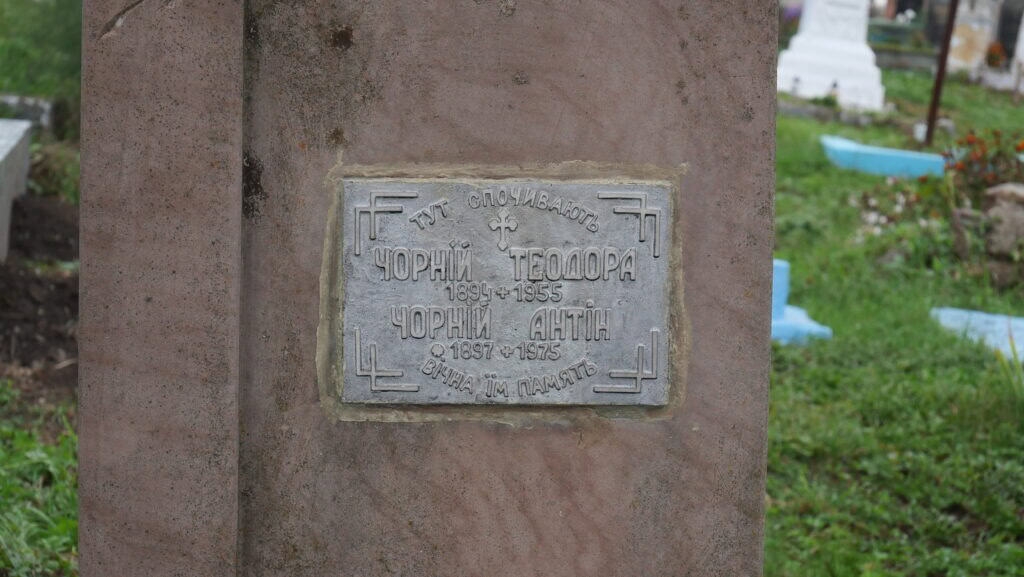 ТУТ СПОЧИВАЮТЬ
ЧОРНІЙ ТЕОДОРА
1894 + 1955
ЧОРНІЙ АНТІН
* 1897 + 1975
ВІЧНА ЇМ ПАМЯТЬ